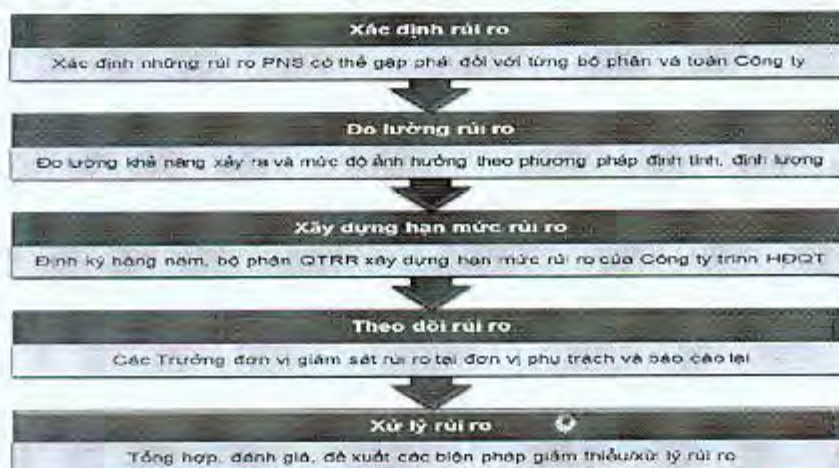 Xác định rủi ro
Xác định những rủi ro PNS có thể gặp phải đối với từng bộ phận và toàn Công ty
Đo lường rủi ro
Đo lường khả năng xảy ra và mức độ ảnh hưởng theo phương pháp định tính, định lượng
Xây dựng hạn mức rủi ro
Định kỳ hàng năm, bộ phận QTRR xây dựng hạn mức rủi ro của Công ty trình HĐQT
Theo dõi rủi ro
Các Trưởng đơn vị giám sát rủi ro tại đơn vị phụ trách và báo cáo lại
Xử lý rủi ro
Tổng hợp, đánh giá, đề xuất các biện pháp giảm thiểu/xử lý rủi ro